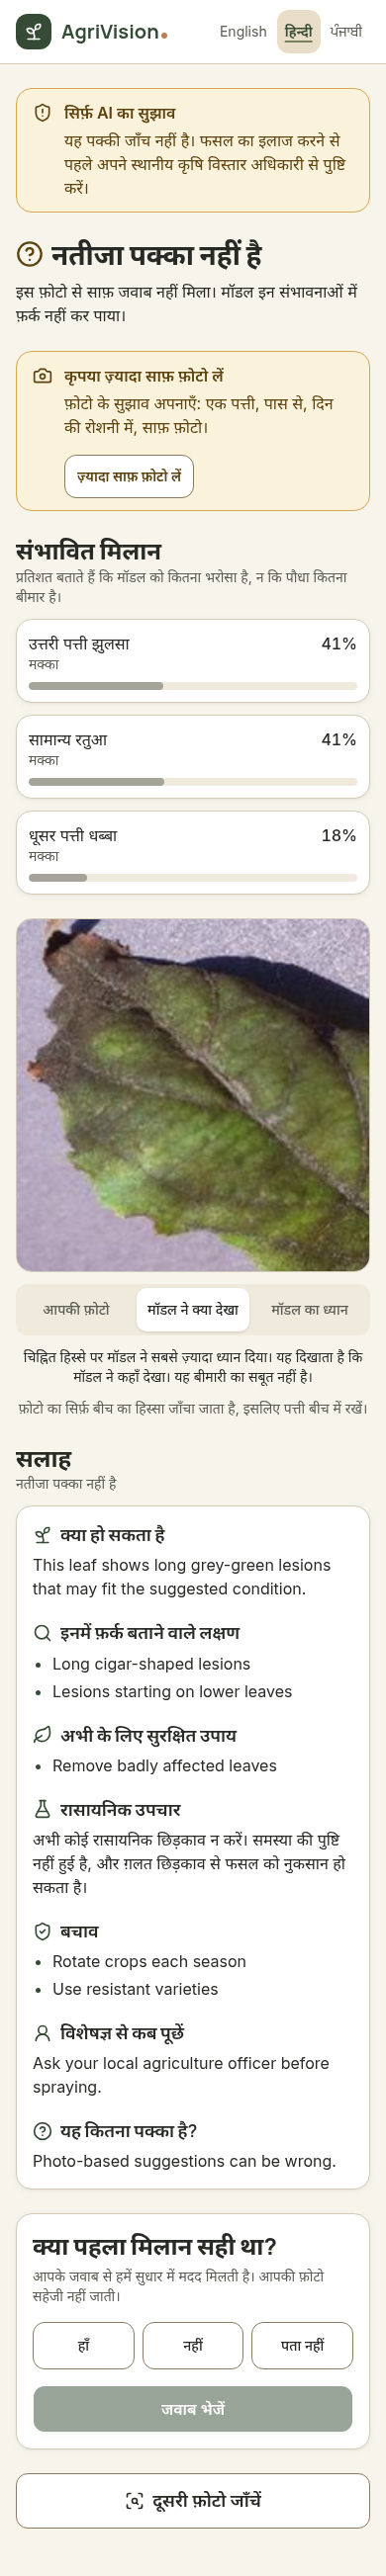 AgriVision
English
हिन्दी
ਪੰਜਾਬੀ
सिर्फ़ AI का सुझाव
यह पक्की जाँच नहीं है। फसल का इलाज करने से
पहले अपने स्थानीय कृषि विस्तार अधिकारी से पुष्टि
करें।
नतीजा पक्का नहीं है
इस फ़ोटो से साफ़ जवाब नहीं मिला। मॉडल इन संभावनाओं में
फ़र्क नहीं कर पाया।
कृपया ज़्यादा साफ़ फ़ोटो लें
फ़ोटो के सुझाव अपनाएँ: एक पत्ती, पास से, दिन
की रोशनी में, साफ़ फ़ोटो।
ज़्यादा साफ़ फ़ोटो लें
संभावित मिलान
प्रतिशत बताते हैं कि मॉडल को कितना भरोसा है, न कि पौधा कितना
बीमार है।
उत्तरी पत्ती झुलसा 41%
मक्का
सामान्य रतुआ 41%
मक्का
धूसर पत्ती धब्बा 18%
मक्का
आपकी फ़ोटो
मॉडल ने क्या देखा
मॉडल का ध्यान
चिह्नित हिस्से पर मॉडल ने सबसे ज़्यादा ध्यान दिया। यह दिखाता है कि
मॉडल ने कहाँ देखा। यह बीमारी का सबूत नहीं है।
फ़ोटो का सिर्फ़ बीच का हिस्सा जाँचा जाता है, इसलिए पत्ती बीच में रखें।
सलाह
नतीजा पक्का नहीं है
क्या हो सकता है
This leaf shows long grey-green lesions
that may fit the suggested condition.
इनमें फ़र्क बताने वाले लक्षण
• Long cigar-shaped lesions
• Lesions starting on lower leaves
अभी के लिए सुरक्षित उपाय
• Remove badly affected leaves
रासायनिक उपचार
अभी कोई रासायनिक छिड़काव न करें। समस्या की पुष्टि
नहीं हुई है, और ग़लत छिड़काव से फसल को नुकसान हो
सकता है।
बचाव
• Rotate crops each season
• Use resistant varieties
विशेषज्ञ से कब पूछें
Ask your local agriculture officer before
spraying.
यह कितना पक्का है?
Photo-based suggestions can be wrong.
क्या पहला मिलान सही था?
आपके जवाब से हमें सुधार में मदद मिलती है। आपकी फ़ोटो
सहेजी नहीं जाती।
हाँ
नहीं
पता नहीं
जवाब भेजें
दूसरी फ़ोटो जाँचें